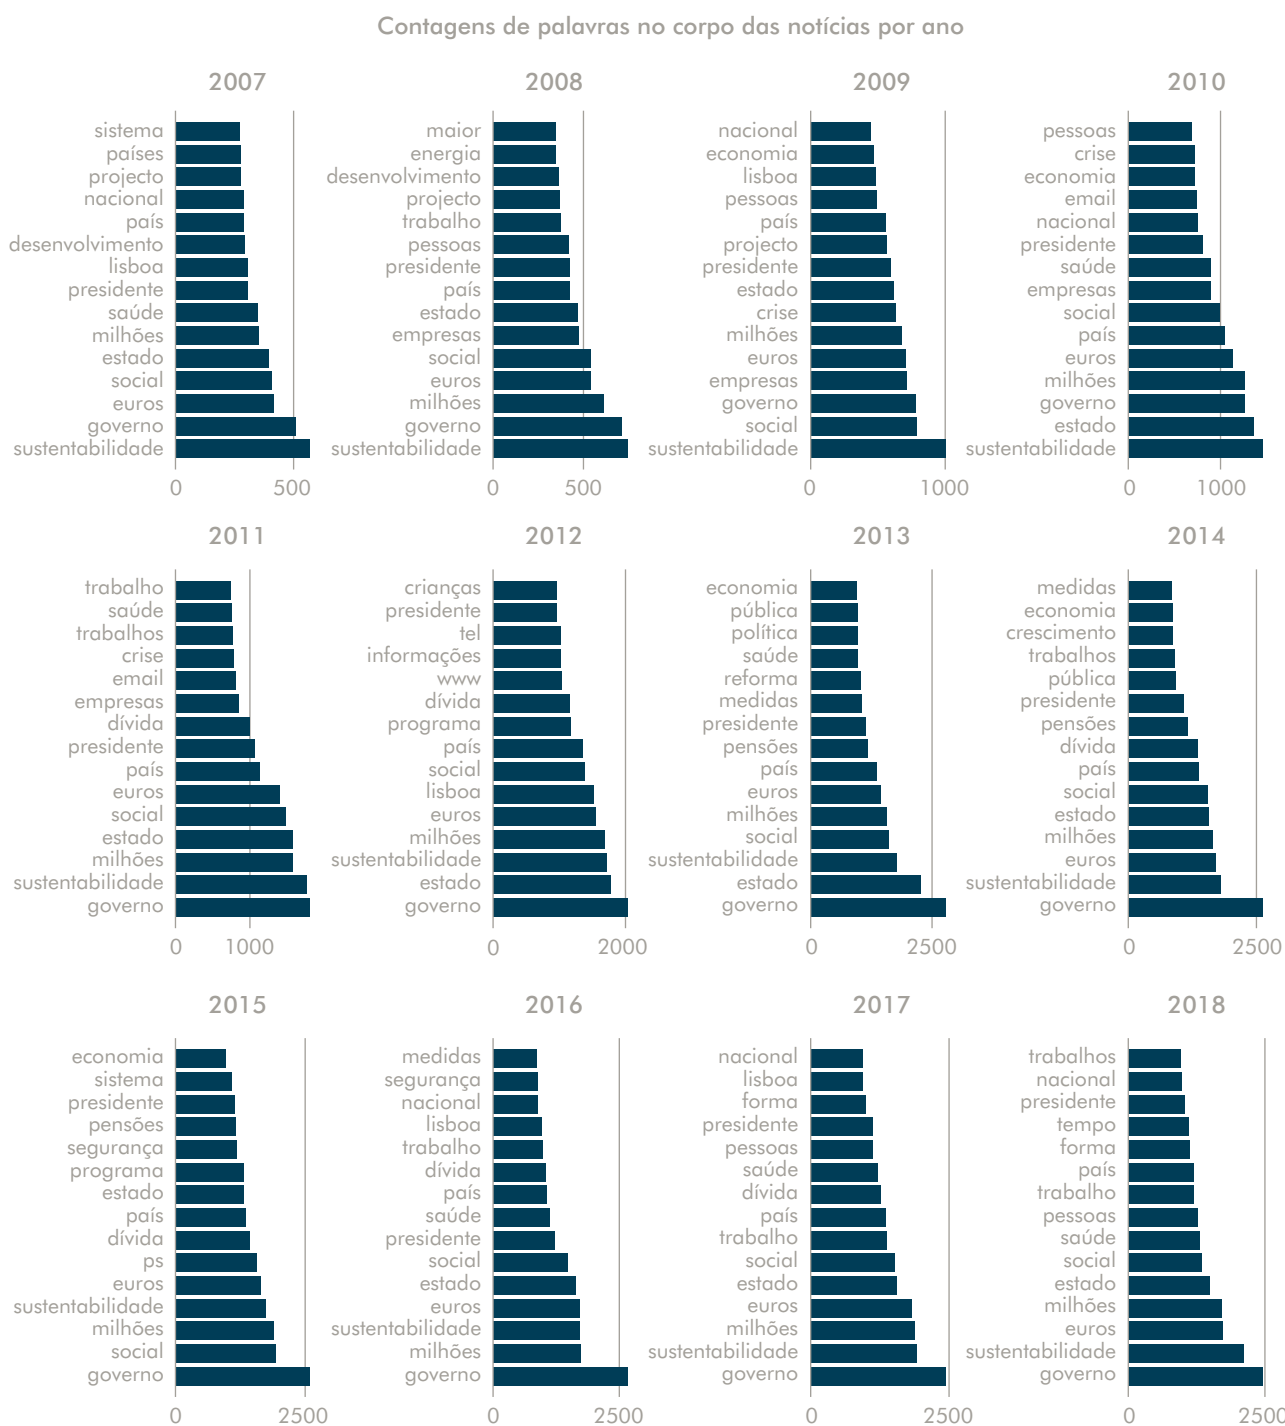 Contagens de palavras no corpo das notícias por ano
2007
sistema
países
projecto
nacional
país
desenvolvimento
lisboa
presidente
saúde
milhões
estado
social
euros
governo
sustentabilidade
0 500
2008
maior
energia
desenvolvimento
projecto
trabalho
pessoas
presidente
país
estado
empresas
social
euros
milhões
governo
sustentabilidade
0 500
2009
nacional
economia
lisboa
pessoas
país
projecto
presidente
estado
crise
milhões
euros
empresas
governo
social
sustentabilidade
0 1000
2010
pessoas
crise
economia
email
nacional
presidente
saúde
empresas
social
país
euros
milhões
governo
estado
sustentabilidade
0 1000
2011
trabalho
saúde
trabalhos
crise
email
empresas
dívida
presidente
país
euros
social
estado
milhões
sustentabilidade
governo
0 1000
2012
crianças
presidente
tel
informações
www
dívida
programa
país
social
lisboa
euros
milhões
sustentabilidade
estado
governo
0 2000
2013
economia
pública
política
saúde
reforma
medidas
presidente
pensões
país
euros
milhões
social
sustentabilidade
estado
governo
0 2500
2014
medidas
economia
crescimento
trabalhos
pública
presidente
pensões
dívida
país
social
estado
milhões
euros
sustentabilidade
governo
0 2500
2015
economia
sistema
presidente
pensões
segurança
programa
estado
país
dívida
ps
euros
sustentabilidade
milhões
social
governo
0 2500
2016
medidas
segurança
nacional
lisboa
trabalho
dívida
país
saúde
presidente
social
estado
euros
sustentabilidade
milhões
governo
0 2500
2017
nacional
lisboa
forma
presidente
pessoas
saúde
dívida
país
trabalho
social
estado
euros
milhões
sustentabilidade
governo
0 2500
2018
trabalhos
nacional
presidente
tempo
forma
país
trabalho
pessoas
saúde
social
estado
milhões
euros
sustentabilidade
governo
0 2500